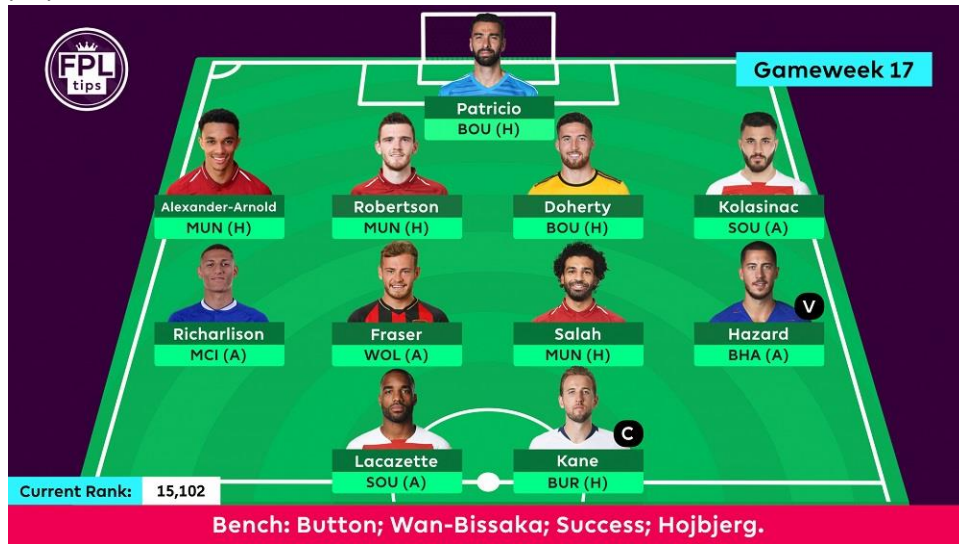 FPL
tips
Gameweek 17
Patricio
BOU (H)
Alexander-Arnold
MUN (H)
Robertson
MUN (H)
Doherty
BOU (H)
Kolasinac
SOU (A)
Richarlison
MCI (A)
Fraser
WOL (A)
Salah
MUN (H)
Hazard
V
BHA (A)
Lacazette
SOU (A)
Kane
C
BUR (H)
Current Rank: 15,102
Bench: Button; Wan-Bissaka; Success; Hojbjerg.